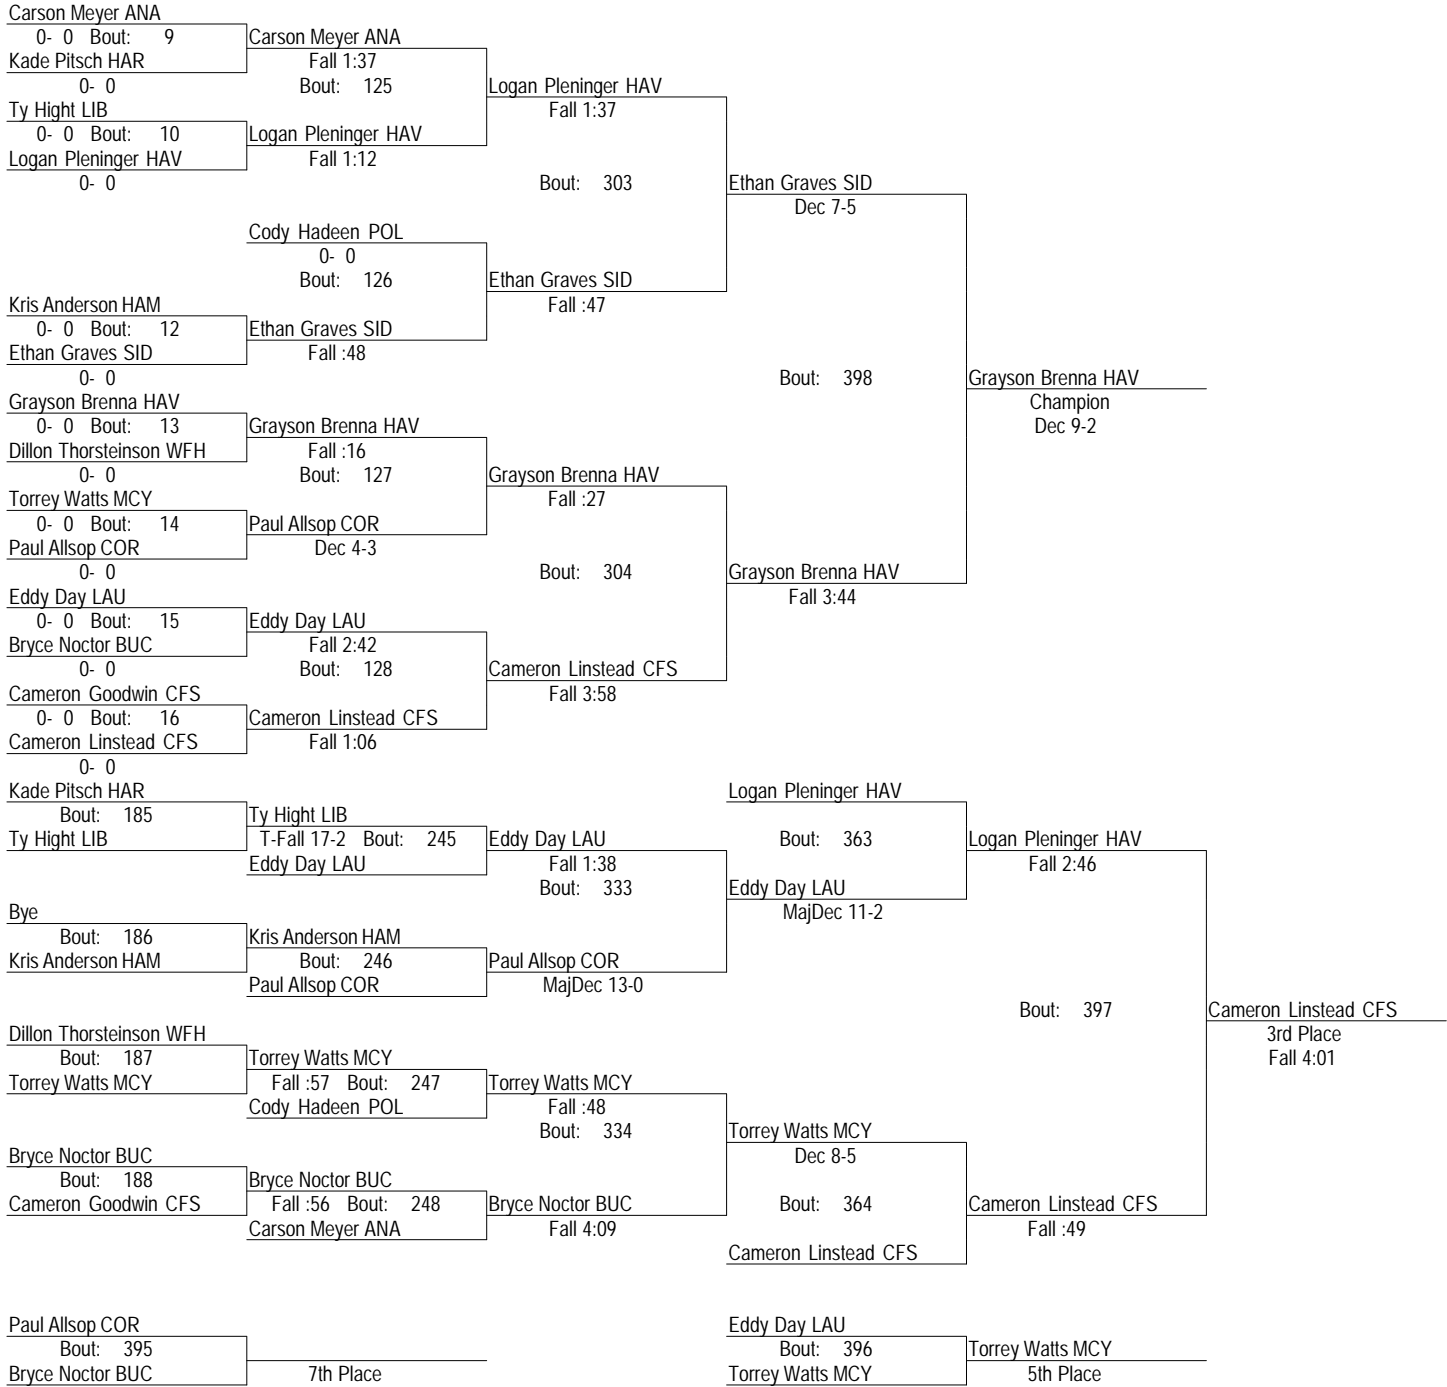 Carson Meyer ANA
0- 0 Bout: 9 Carson Meyer ANA
Kade Pitsch HAR Fall 1:37
0- 0 Bout: 125 Logan Pleninger HAV
Ty Hight LIB Fall 1:37
0- 0 Bout: 10 Logan Pleninger HAV
Logan Pleninger HAV Fall 1:12
0- 0 Bout: 303 Ethan Graves SID
Dec 7-5
Cody Hadeen POL
0- 0
Bout: 126 Ethan Graves SID
Kris Anderson HAM Fall :47
0- 0 Bout: 12 Ethan Graves SID
Ethan Graves SID Fall :48
0- 0 Bout: 398 Grayson Brenna HAV
Grayson Brenna HAV Champion
0- 0 Bout: 13 Grayson Brenna HAV Dec 9-2
Dillon Thorsteinson WFH Fall :16
0- 0 Bout: 127 Grayson Brenna HAV
Torrey Watts MCY Fall :27
0- 0 Bout: 14 Paul Allsop COR
Paul Allsop COR Dec 4-3
0- 0 Bout: 304 Grayson Brenna HAV
Eddy Day LAU Fall 3:44
0- 0 Bout: 15 Eddy Day LAU
Bryce Noctor BUC Fall 2:42
0- 0 Bout: 128 Cameron Linstead CFS
Cameron Goodwin CFS Fall 3:58
0- 0 Bout: 16 Cameron Linstead CFS
Cameron Linstead CFS Fall 1:06
0- 0
Kade Pitsch HAR Logan Pleninger HAV
Bout: 185 Ty Hight LIB
Ty Hight LIB T-Fall 17-2 Bout: 245 Eddy Day LAU Bout: 363 Logan Pleninger HAV
Eddy Day LAU Fall 1:38 Fall 2:46
Bout: 333 Eddy Day LAU
Bye MajDec 11-2
Bout: 186 Kris Anderson HAM
Kris Anderson HAM Bout: 246 Paul Allsop COR
Paul Allsop COR MajDec 13-0
Bout: 397 Cameron Linstead CFS
Dillon Thorsteinson WFH 3rd Place
Bout: 187 Torrey Watts MCY Fall 4:01
Torrey Watts MCY Fall :57 Bout: 247 Torrey Watts MCY
Cody Hadeen POL Fall :48
Bout: 334 Torrey Watts MCY
Bryce Noctor BUC Dec 8-5
Bout: 188 Bryce Noctor BUC
Cameron Goodwin CFS Fall :56 Bout: 248 Bryce Noctor BUC Bout: 364 Cameron Linstead CFS
Carson Meyer ANA Fall 4:09 Fall :49
Cameron Linstead CFS
Paul Allsop COR Eddy Day LAU
Bout: 395 Bout: 396 Torrey Watts MCY
Bryce Noctor BUC 7th Place Torrey Watts MCY 5th Place